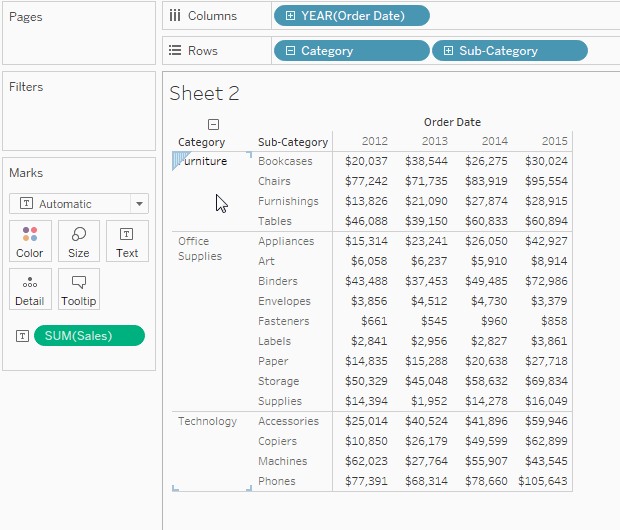 Pages
Columns
YEAR(Order Date)
Rows
Category Sub-Category
Filters
Marks
Automatic
Color Size Text
Detail Tooltip
SUM(Sales)
Sheet 2
Order Date
Category Sub-Category 2012 2013 2014 2015
Furniture Bookcases $20,037 $38,544 $26,275 $30,024
Chairs $77,242 $71,735 $83,919 $95,554
Furnishings $13,826 $21,090 $27,874 $28,915
Tables $46,088 $39,150 $60,833 $60,894
Office Appliances $15,314 $23,241 $26,050 $42,927
Supplies Art $6,058 $6,237 $5,910 $8,914
Binders $43,488 $37,453 $49,485 $72,986
Envelopes $3,856 $4,512 $4,730 $3,379
Fasteners $661 $545 $960 $858
Labels $2,841 $2,956 $2,827 $3,861
Paper $14,835 $15,288 $20,638 $27,718
Storage $50,329 $45,048 $58,632 $69,834
Supplies $14,394 $1,952 $14,278 $16,049
Technology Accessories $25,014 $40,524 $41,896 $59,946
Copiers $10,850 $26,179 $49,599 $62,899
Machines $62,023 $27,764 $55,907 $43,545
Phones $77,391 $68,314 $78,660 $105,643